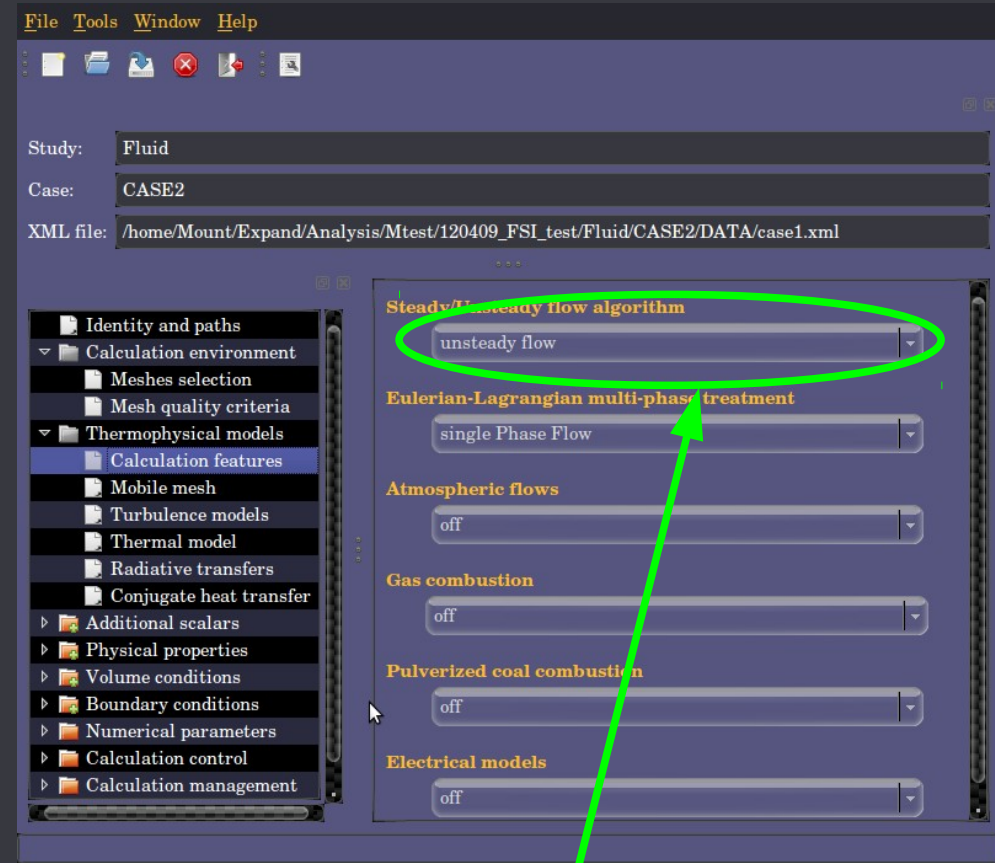 File Tools Window Help
Study: Fluid
Case: CASE2
XML file: /home/Mount/Expand/Analysis/Mtest/120409_FSI_test/Fluid/CASE2/DATA/case1.xml
Identity and paths
Calculation environment
Meshes selection
Mesh quality criteria
Thermophysical models
Calculation features
Mobile mesh
Turbulence models
Thermal model
Radiative transfers
Conjugate heat transfer
Additional scalars
Physical properties
Volume conditions
Boundary conditions
Numerical parameters
Calculation control
Calculation management
Steady/Unsteady flow algorithm
unsteady flow
Eulerian-Lagrangian multi-phase treatment
single Phase Flow
Atmospheric flows
off
Gas combustion
off
Pulverized coal combustion
off
Electrical models
off